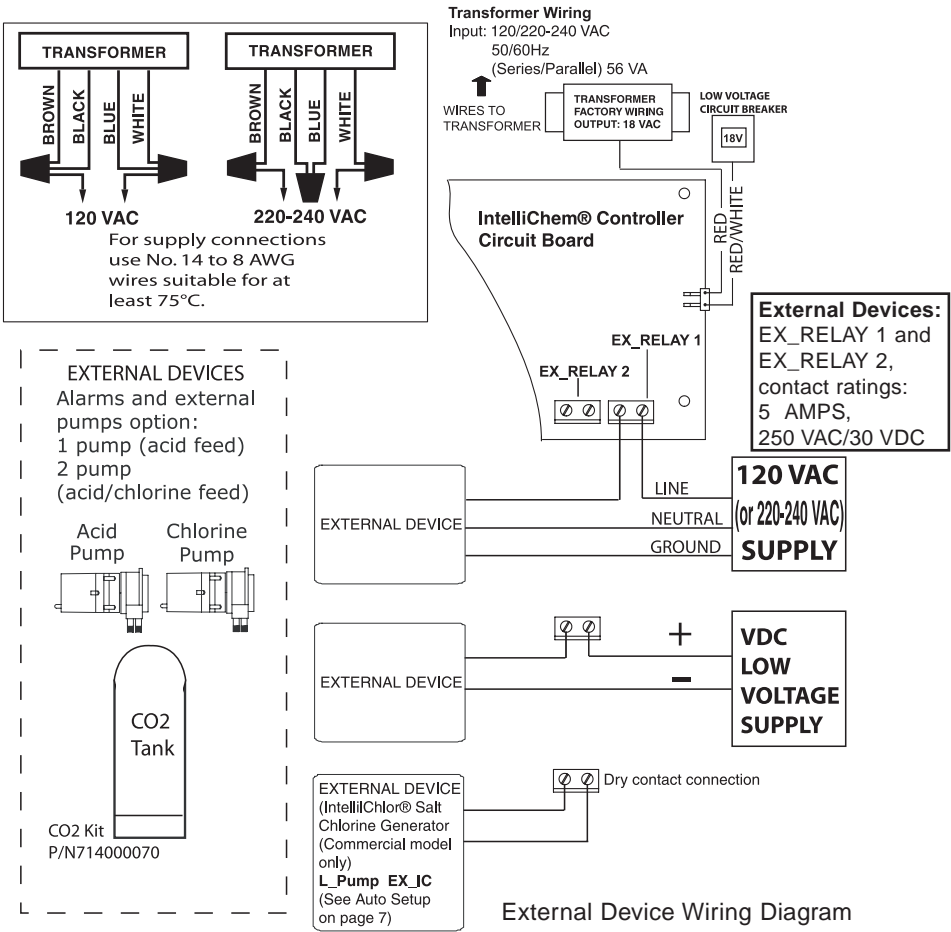 TRANSFORMER
BROWN
BLACK
BLUE
WHITE
120 VAC
TRANSFORMER
BROWN
BLACK
BLUE
WHITE
220-240 VAC
For supply connections
use No. 14 to 8 AWG
wires suitable for at
least 75°C.
Transformer Wiring
Input: 120/220-240 VAC
50/60Hz
(Series/Parallel) 56 VA
WIRES TO
TRANSFORMER
TRANSFORMER
FACTORY WIRING
OUTPUT: 18 VAC
LOW VOLTAGE
CIRCUIT BREAKER
18V
RED
RED/WHITE
IntelliChem® Controller
Circuit Board
EX_RELAY 1
EX_RELAY 2
External Devices:
EX_RELAY 1 and
EX_RELAY 2,
contact ratings:
5 AMPS,
250 VAC/30 VDC
EXTERNAL DEVICES
Alarms and external
pumps option:
1 pump (acid feed)
2 pump
(acid/chlorine feed)
Acid
Pump
Chlorine
Pump
CO2
Tank
CO2 Kit
P/N714000070
EXTERNAL DEVICE
LINE
NEUTRAL
GROUND
120 VAC
(or 220-240 VAC)
SUPPLY
EXTERNAL DEVICE
+
–
VDC
LOW
VOLTAGE
SUPPLY
EXTERNAL DEVICE
(IntellilChlor® Salt
Chlorine Generator
(Commercial model
only)
L_Pump EX_IC
(See Auto Setup
on page 7)
Dry contact connection
External Device Wiring Diagram